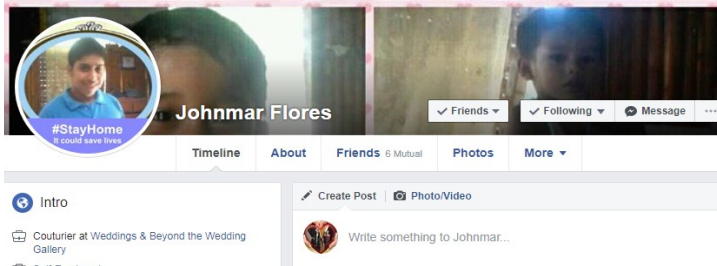 #StayHome
It could save lives
Johnmar Flores
Friends
Following
Message
Timeline
About
Friends 6 Mutual
Photos
More
Intro
Create Post
Photo/Video
Couturier at Weddings & Beyond the Wedding
Gallery
Write something to Johnmar...